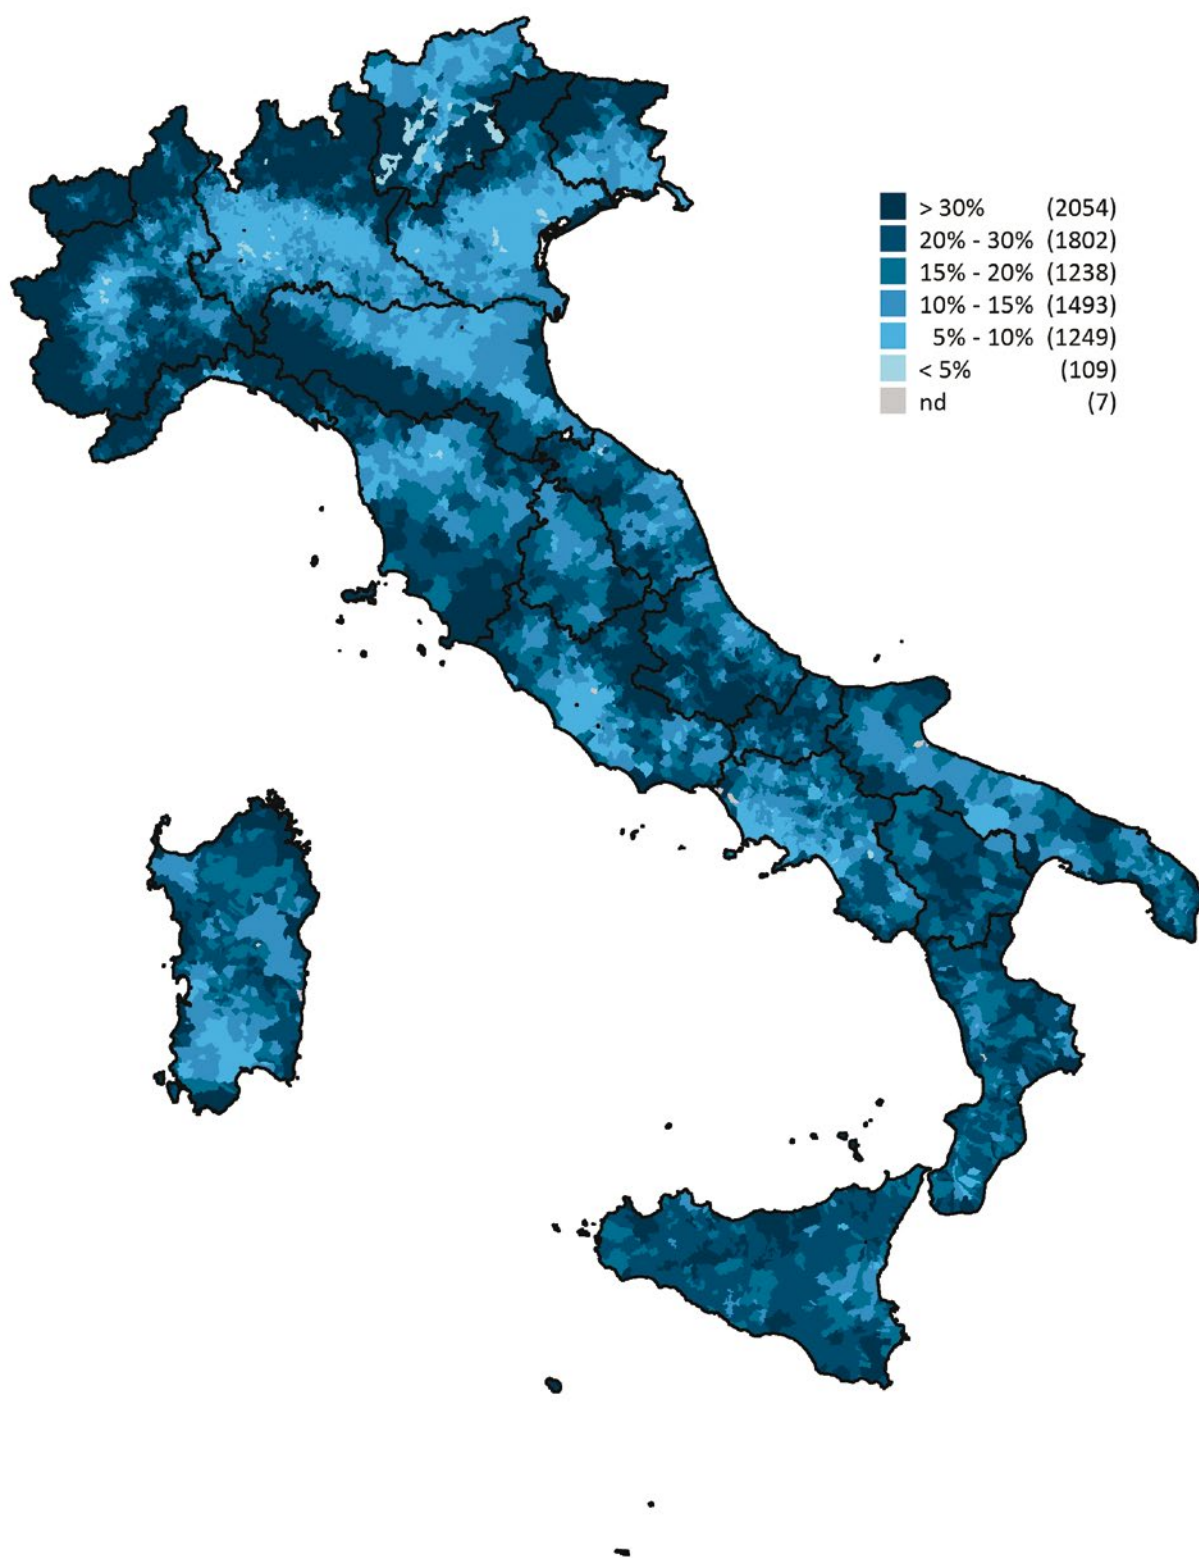 > 30% (2054)
20% - 30% (1802)
15% - 20% (1238)
10% - 15% (1493)
5% - 10% (1249)
< 5% (109)
nd (7)